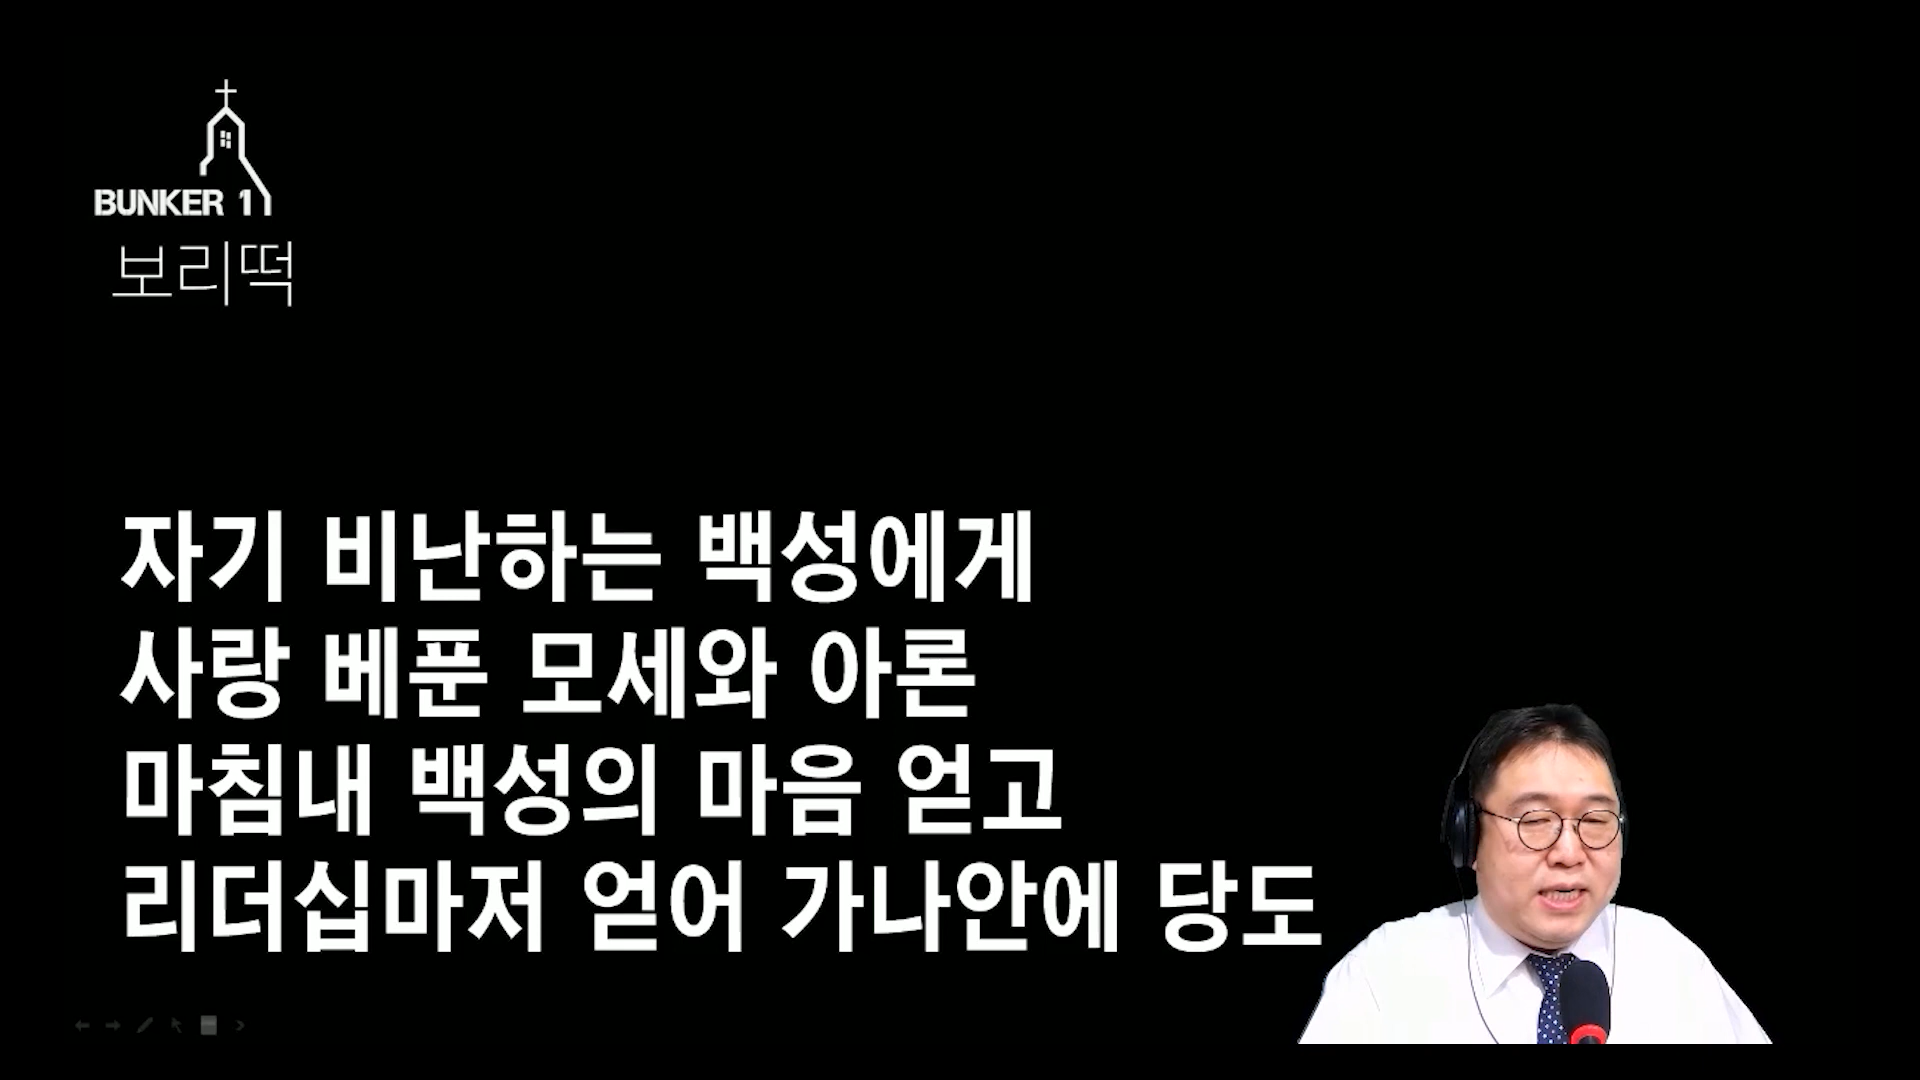 BUNKER 1
보리떡
자기 비난하는 백성에게
사랑 베푼 모세와 아론
마침내 백성의 마음 얻고
리더십마저 얻어 가나안에 당도